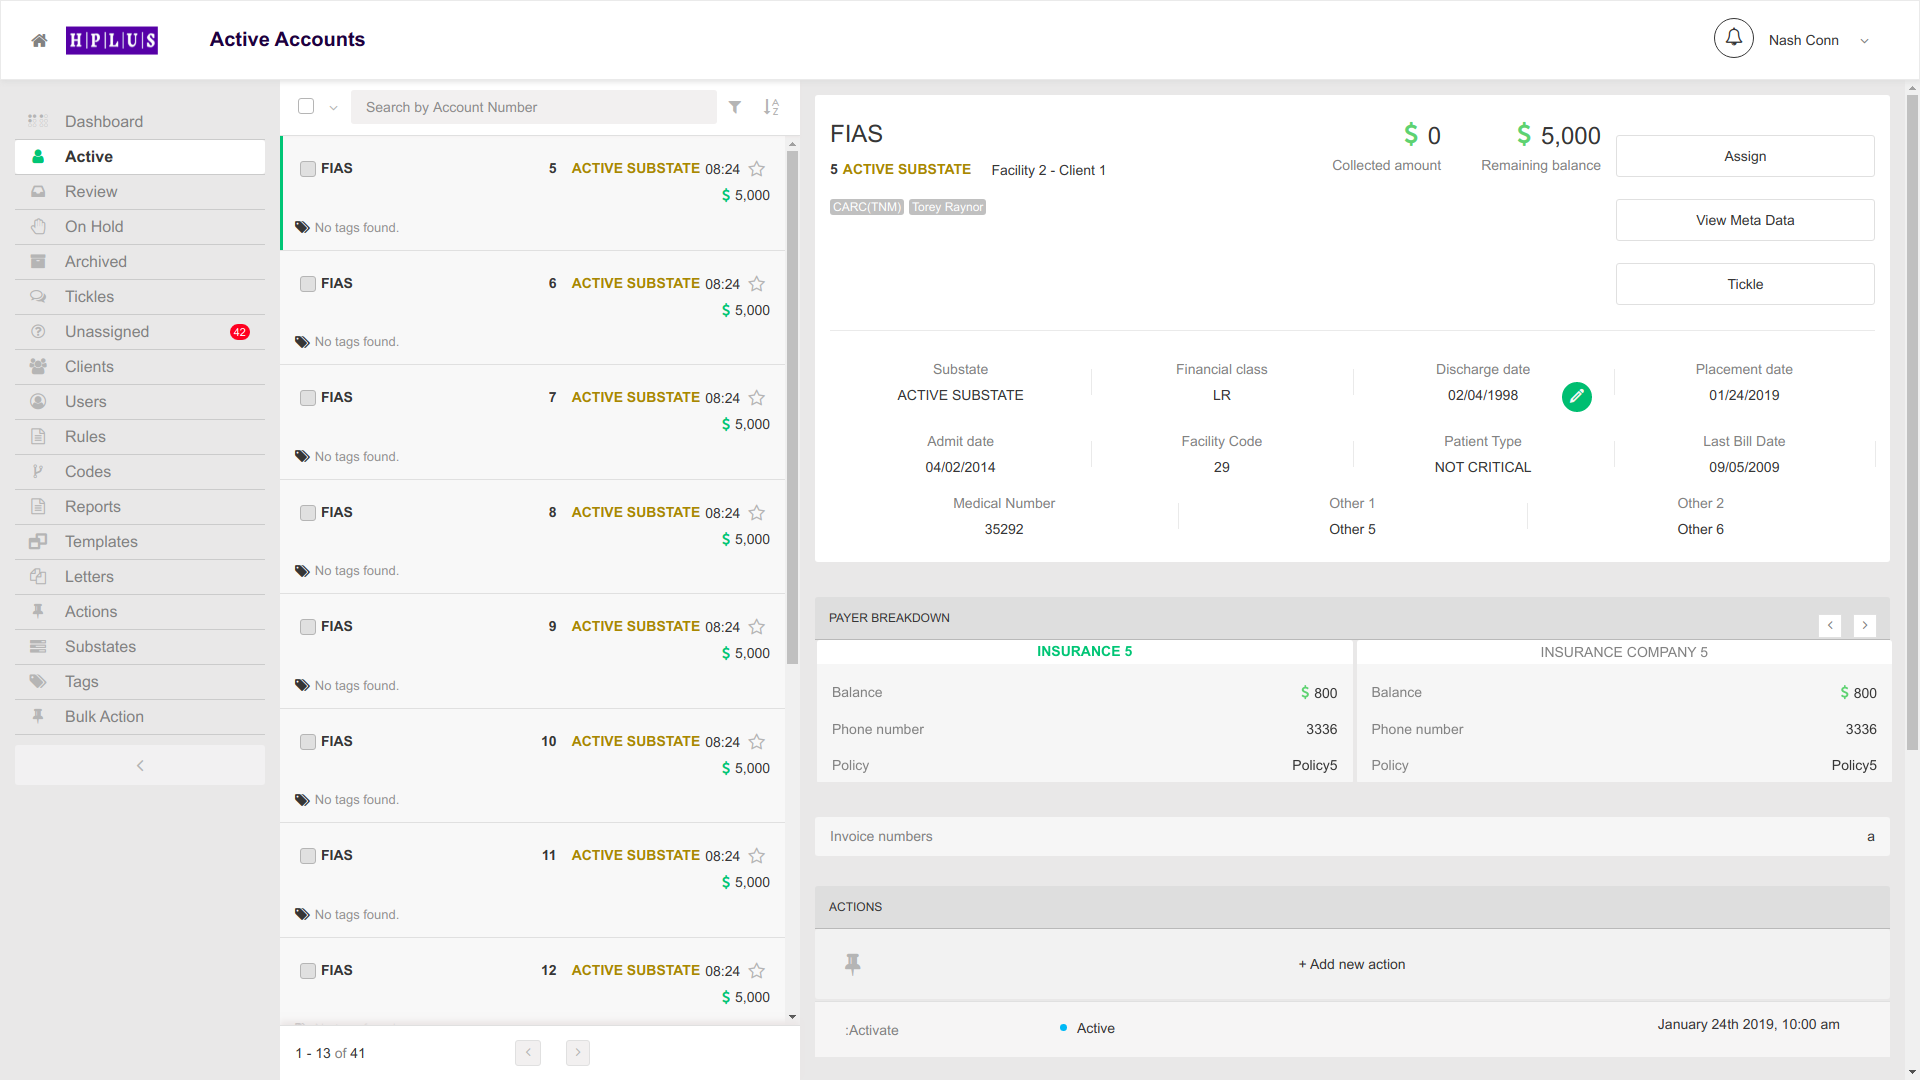 H|P|L|U|S
Active Accounts
Nash Conn
Dashboard
Active
Review
On Hold
Archived
Tickles
Unassigned 42
Clients
Users
Rules
Codes
Reports
Templates
Letters
Actions
Substates
Tags
Bulk Action
Search by Account Number
FIAS 5 ACTIVE SUBSTATE 08:24
$ 5,000
No tags found.
FIAS 6 ACTIVE SUBSTATE 08:24
$ 5,000
No tags found.
FIAS 7 ACTIVE SUBSTATE 08:24
$ 5,000
No tags found.
FIAS 8 ACTIVE SUBSTATE 08:24
$ 5,000
No tags found.
FIAS 9 ACTIVE SUBSTATE 08:24
$ 5,000
No tags found.
FIAS 10 ACTIVE SUBSTATE 08:24
$ 5,000
No tags found.
FIAS 11 ACTIVE SUBSTATE 08:24
$ 5,000
No tags found.
FIAS 12 ACTIVE SUBSTATE 08:24
$ 5,000
1 - 13 of 41
FIAS
5 ACTIVE SUBSTATE Facility 2 - Client 1
CARC(TNM) Torey Raynor
$ 0
Collected amount
$ 5,000
Remaining balance
Assign
View Meta Data
Tickle
Substate Financial class Discharge date Placement date
ACTIVE SUBSTATE LR 02/04/1998 01/24/2019
Admit date Facility Code Patient Type Last Bill Date
04/02/2014 29 NOT CRITICAL 09/05/2009
Medical Number Other 1 Other 2
35292 Other 5 Other 6
PAYER BREAKDOWN
INSURANCE 5
Balance $ 800
Phone number 3336
Policy Policy5
INSURANCE COMPANY 5
Balance $ 800
Phone number 3336
Policy Policy5
Invoice numbers a
ACTIONS
+ Add new action
:Activate Active January 24th 2019, 10:00 am